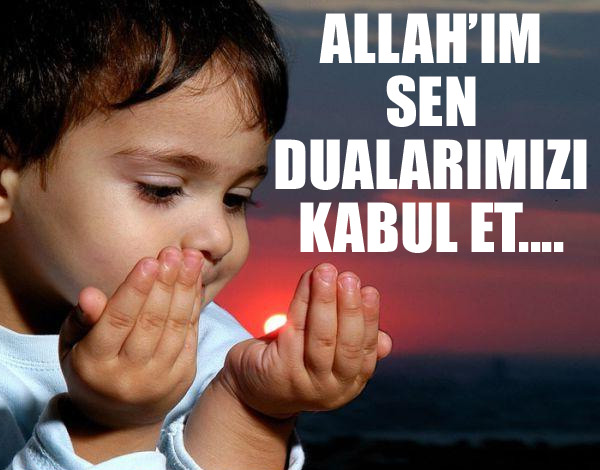 ALLAH’IM
SEN
DUALARIMIZI
KABUL ET....